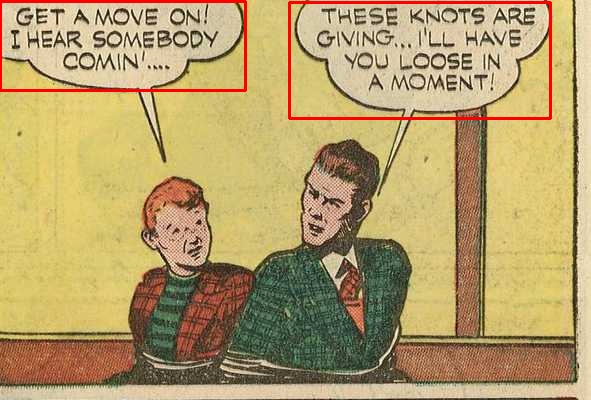 GET A MOVE ON!
I HEAR SOMEBODY
COMIN'....
THESE KNOTS ARE
GIVING... I'LL HAVE
YOU LOOSE IN
A MOMENT!